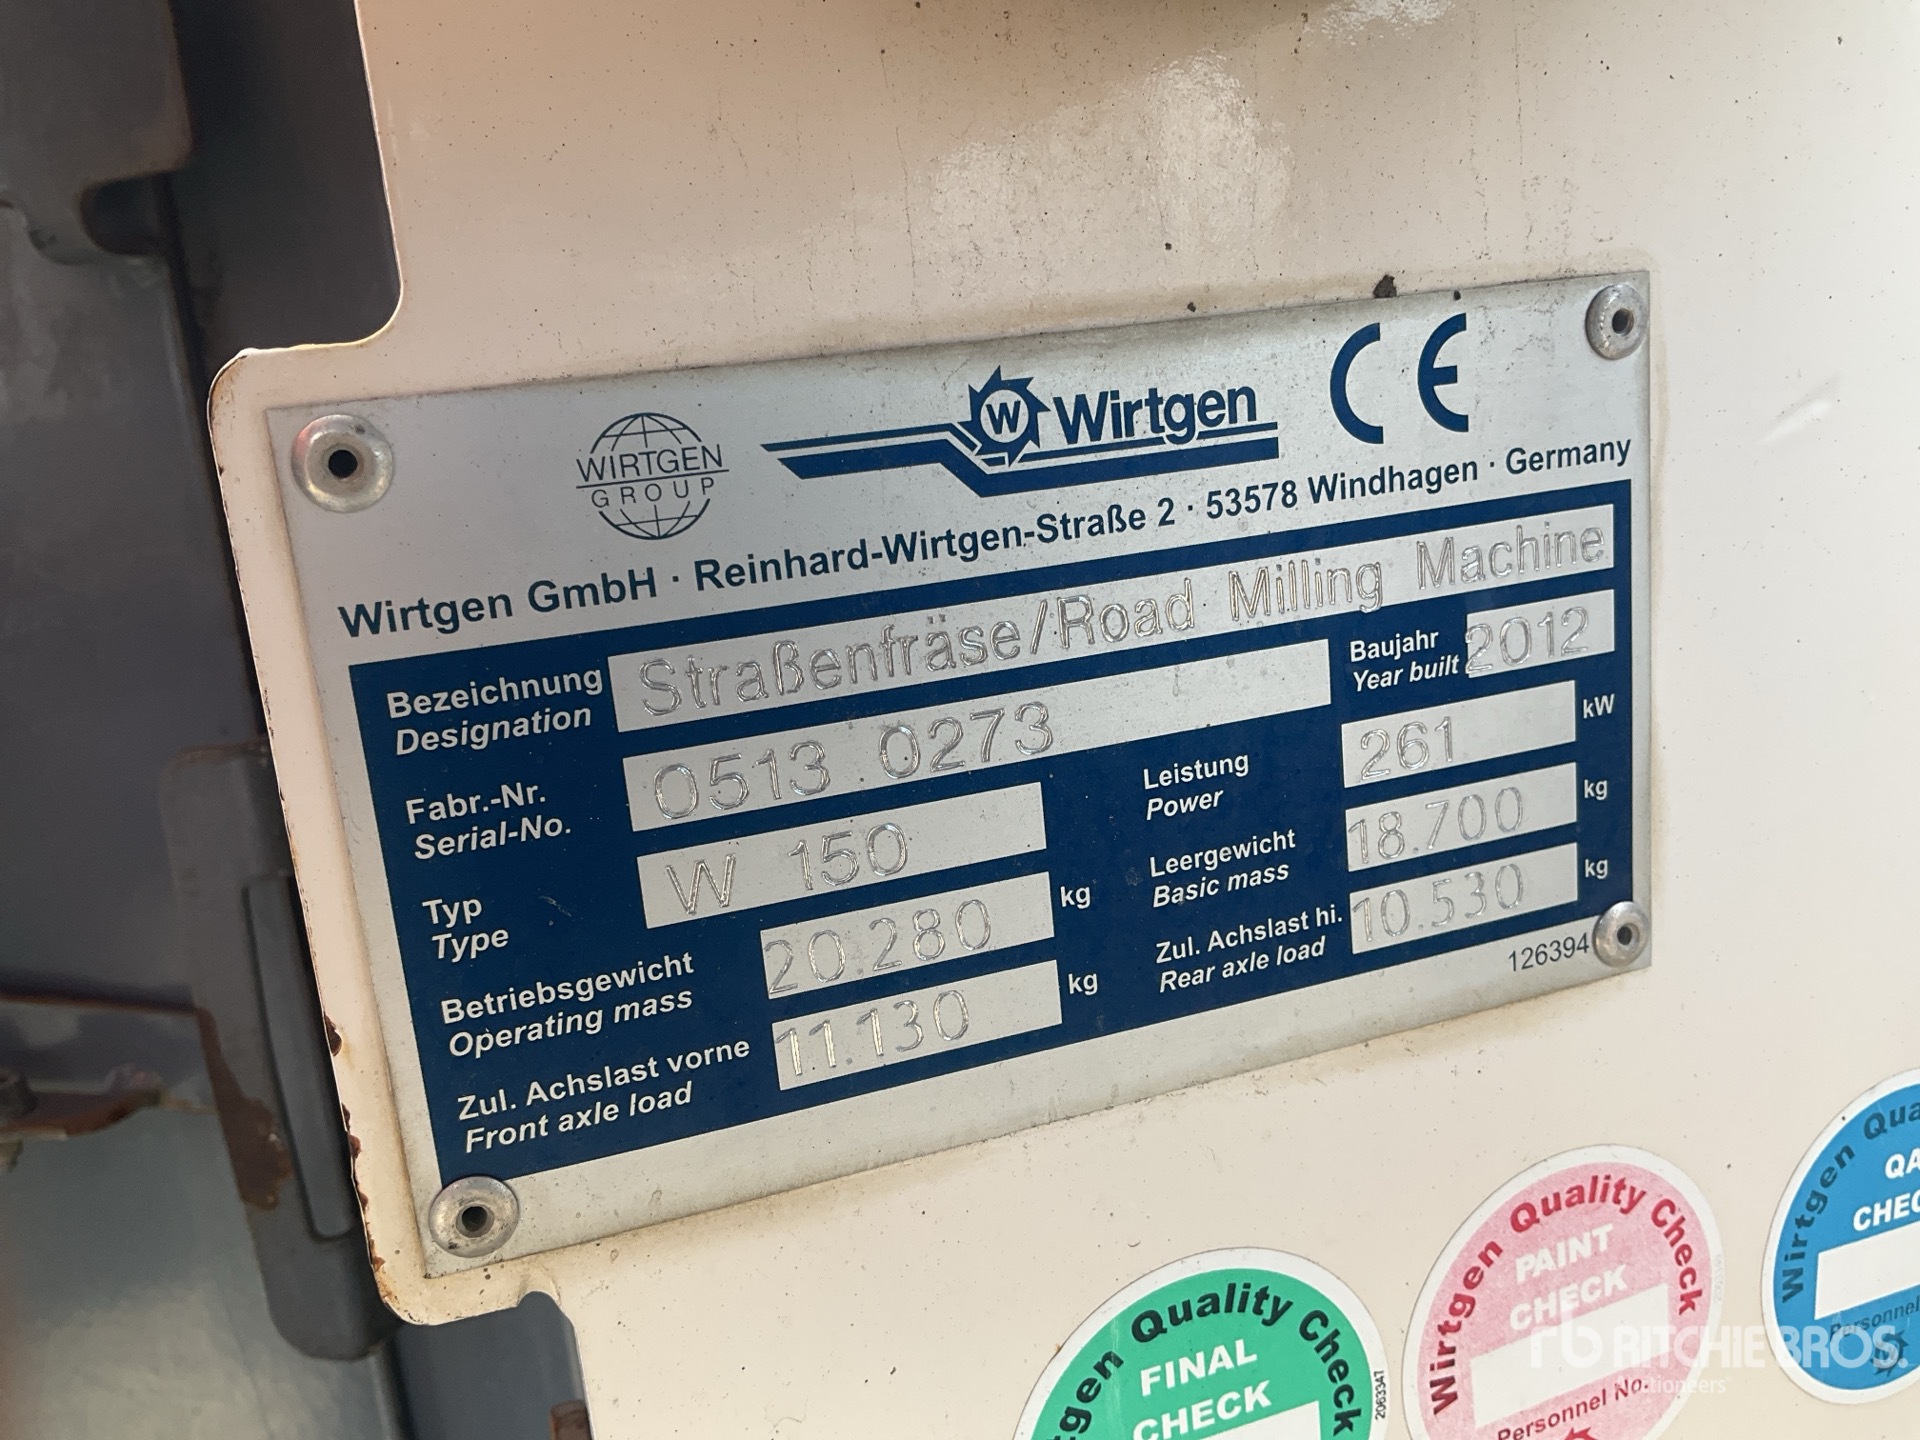 WIRTGEN
GROUP
W Wirtgen
CE
Wirtgen GmbH · Reinhard-Wirtgen-Straße 2 · 53578 Windhagen · Germany
Bezeichnung
Designation
Straßenfräse/Road Milling Machine
Fabr.-Nr.
Serial-No.
0513 0273
Baujahr
Year built
2012
Typ
Type
W 150
Leistung
Power
261 kW
Betriebsgewicht
Operating mass
20.280 kg
Leergewicht
Basic mass
18.700 kg
Zul. Achslast vorne
Front axle load
11.130 kg
Zul. Achslast hi.
Rear axle load
10.530 kg
126394
Wirtgen Quality Check
PAINT
CHECK
Personnel No.
Quality Check
FINAL
CHECK
2063347
Wirtgen
Personnel
RITCHIE BROS.
Auctioneers